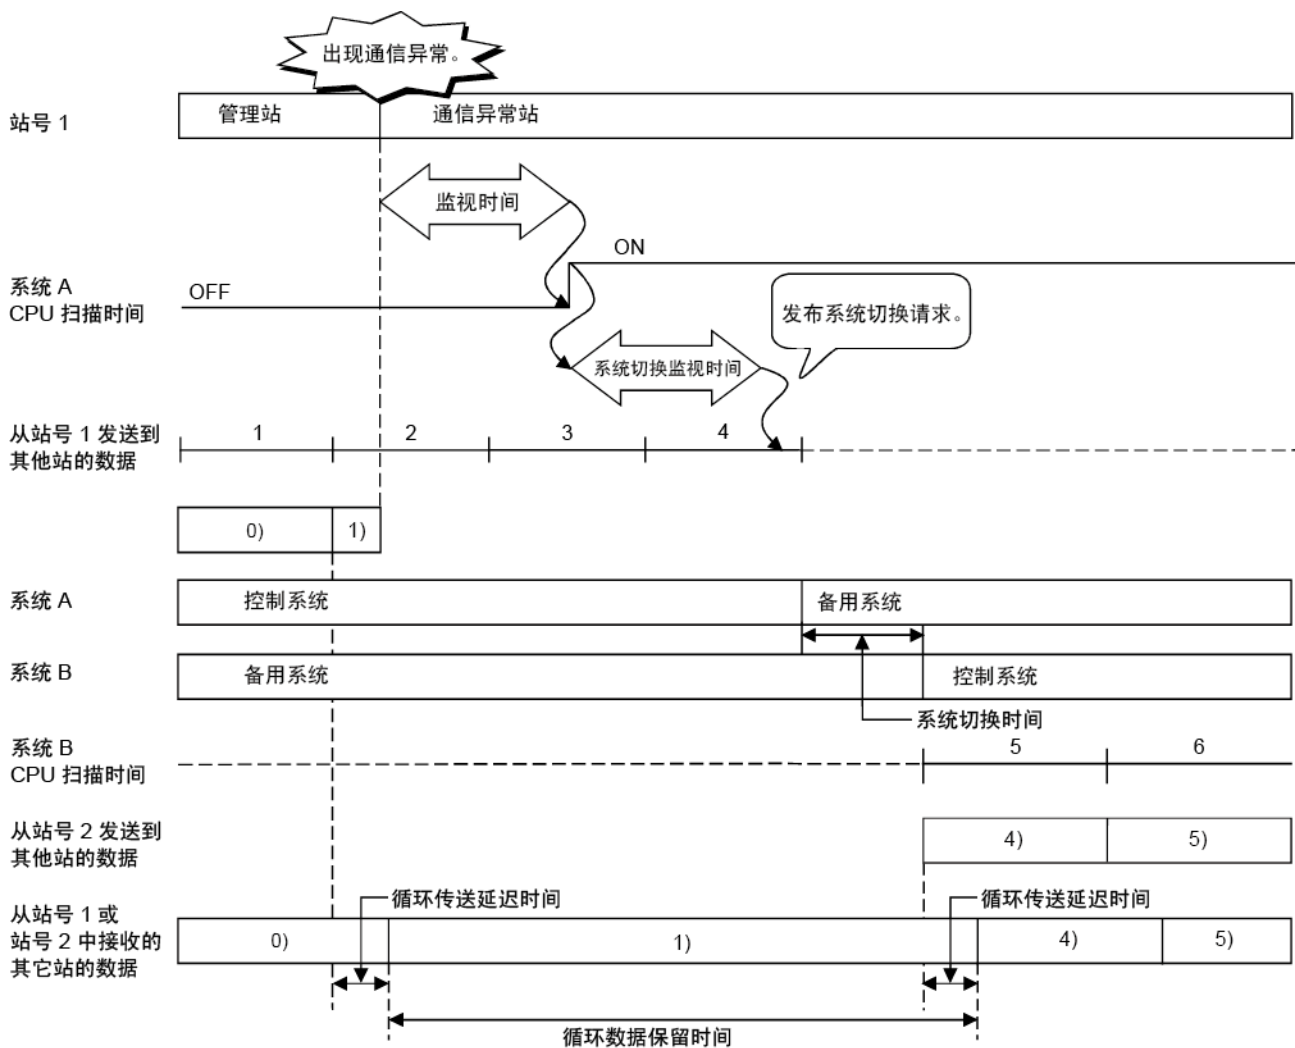 出现通信异常。
站号 1
管理站
通信异常站
监视时间
ON
系统 A
CPU 扫描时间
OFF
发布系统切换请求。
系统切换监视时间
从站号 1 发送到
其他站的数据
1
2
3
4
0)
1)
系统 A
控制系统
备用系统
系统 B
备用系统
控制系统
系统切换时间
系统 B
CPU 扫描时间
5
6
从站号 2 发送到
其他站的数据
4)
5)
循环传送延迟时间
循环传送延迟时间
从站号 1 或
站号 2 中接收的
其它站的数据
0)
1)
4)
5)
循环数据保留时间